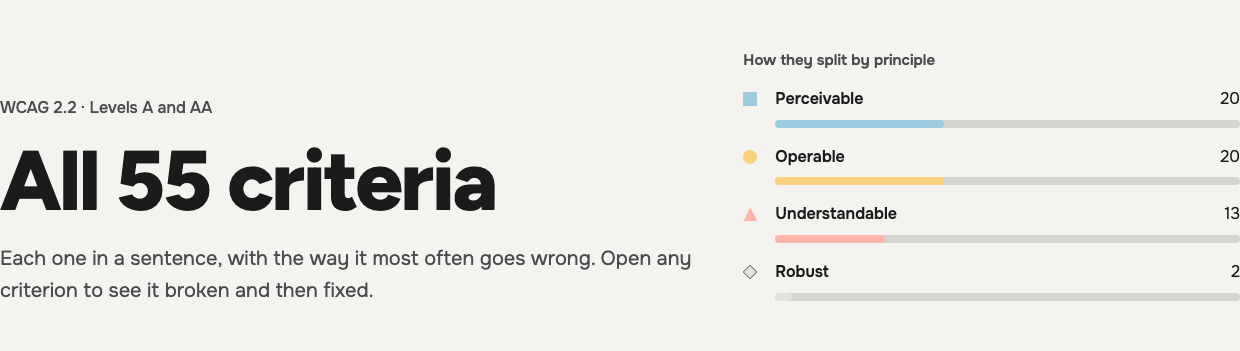 WCAG 2.2 · Levels A and AA
All 55 criteria
Each one in a sentence, with the way it most often goes wrong. Open any
criterion to see it broken and then fixed.
How they split by principle
Perceivable 20
Operable 20
Understandable 13
Robust 2